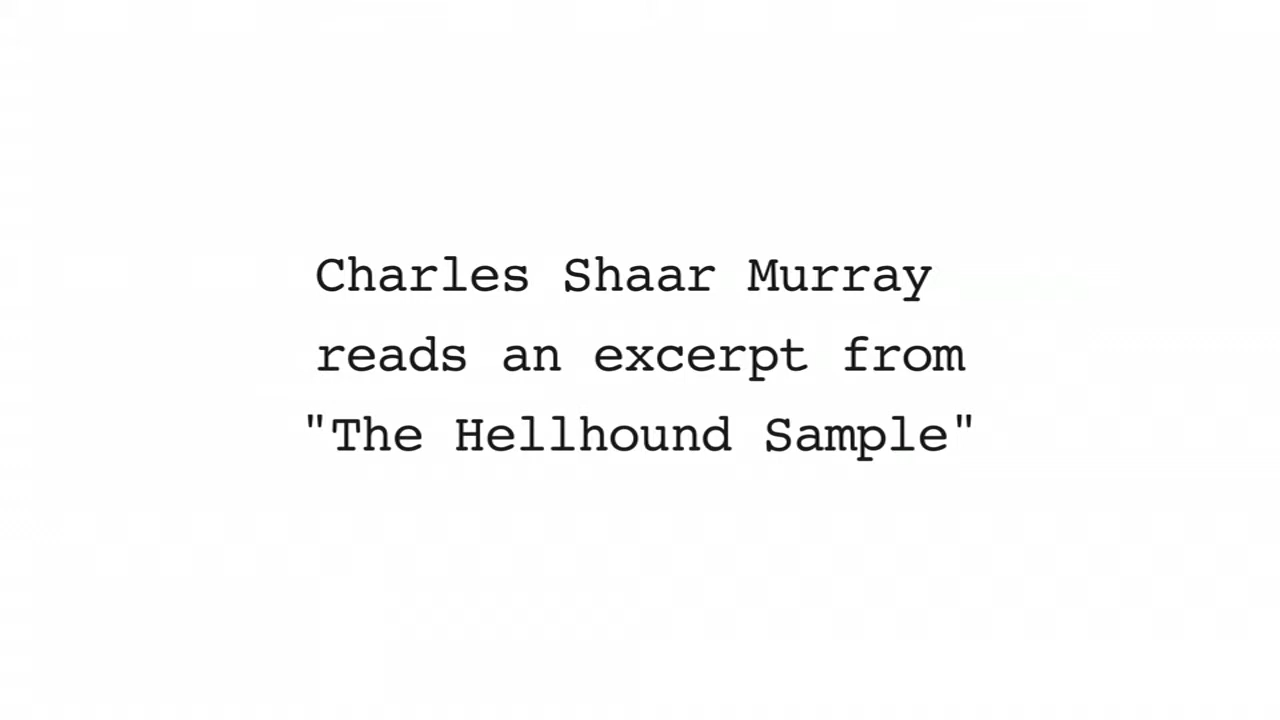 Charles Shaar Murray
reads an excerpt from
"The Hellhound Sample"